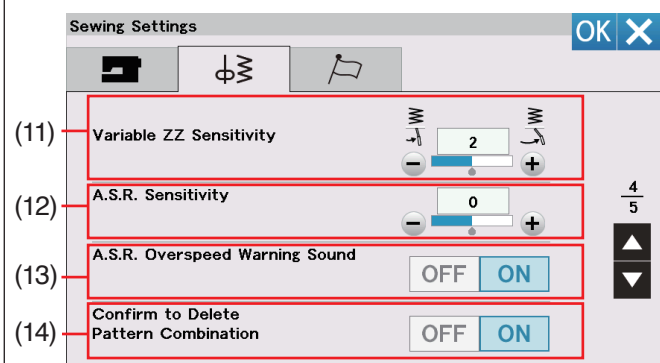 Sewing Settings
OK
(11)
Variable ZZ Sensitivity
2
(12)
A.S.R. Sensitivity
0
4
5
(13)
A.S.R. Overspeed Warning Sound
OFF ON
(14)
Confirm to Delete
Pattern Combination
OFF ON